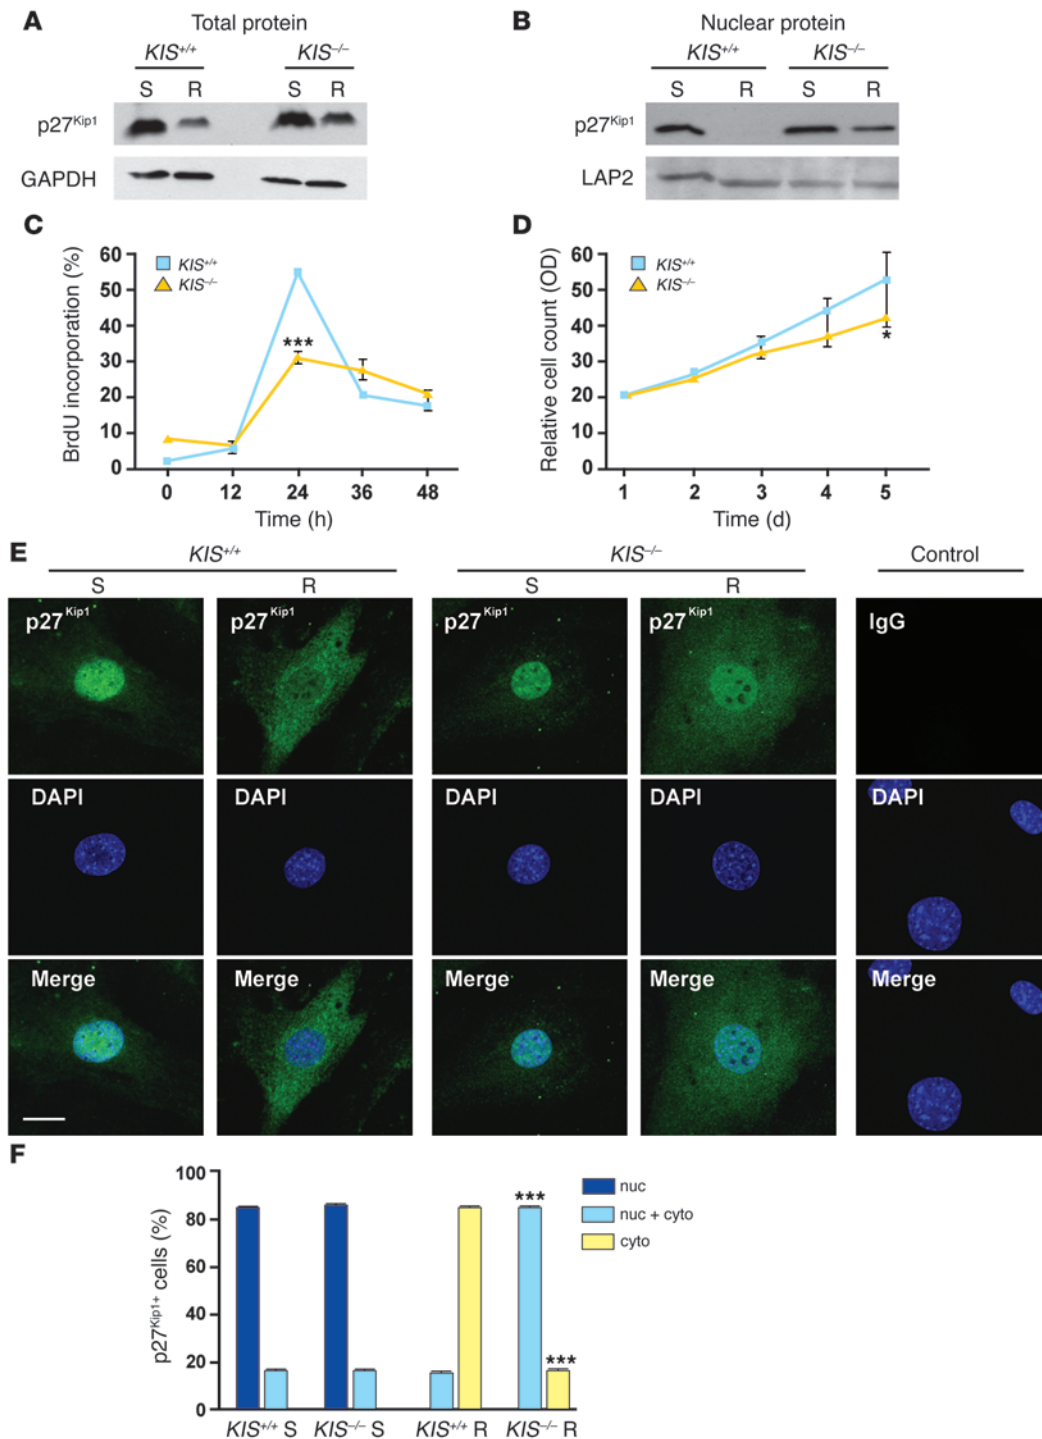 A Total protein
KIS+/+ KIS–/–
S R S R
p27Kip1
GAPDH
B Nuclear protein
KIS+/+ KIS–/–
S R S R
p27Kip1
LAP2
C
BrdU incorporation (%)
60
50
40
30
20
10
0
KIS+/+
KIS–/–
***
0 12 24 36 48
Time (h)
D
Relative cell count (OD)
60
50
40
30
20
10
0
KIS+/+
KIS–/–
*
1 2 3 4 5
Time (d)
E KIS+/+ KIS–/– Control
S R S R
p27Kip1 p27Kip1 p27Kip1 p27Kip1 IgG
DAPI DAPI DAPI DAPI DAPI
Merge Merge Merge Merge Merge
F
p27Kip1+ cells (%)
100
80
60
40
20
0
*** 
***
nuc
nuc + cyto
cyto
KIS+/+ S KIS–/– S KIS+/+ R KIS–/– R